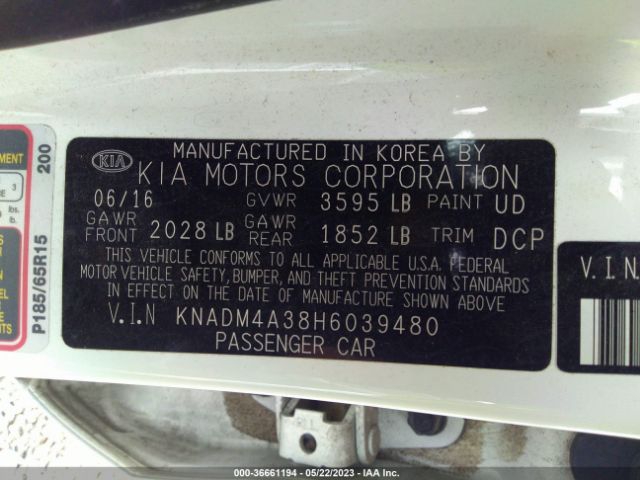 KIA
MANUFACTURED IN KOREA BY
KIA MOTORS CORPORATION
06/16 GVWR 3595 LB PAINT UD
GAWR FRONT 2028 LB GAWR REAR 1852 LB TRIM DCP
THIS VEHICLE CONFORMS TO ALL APPLICABLE U.S.A. FEDERAL
MOTOR VEHICLE SAFETY, BUMPER, AND THEFT PREVENTION STANDARDS
IN EFFECT ON THE DATE OF MANUFACTURE SHOWN ABOVE
V.I.N KNADM4A38H6039480
PASSENGER CAR
P185/65R15 200
3
lbs.
V.I.N
000-36661194 - 05/22/2023 - IAA Inc.